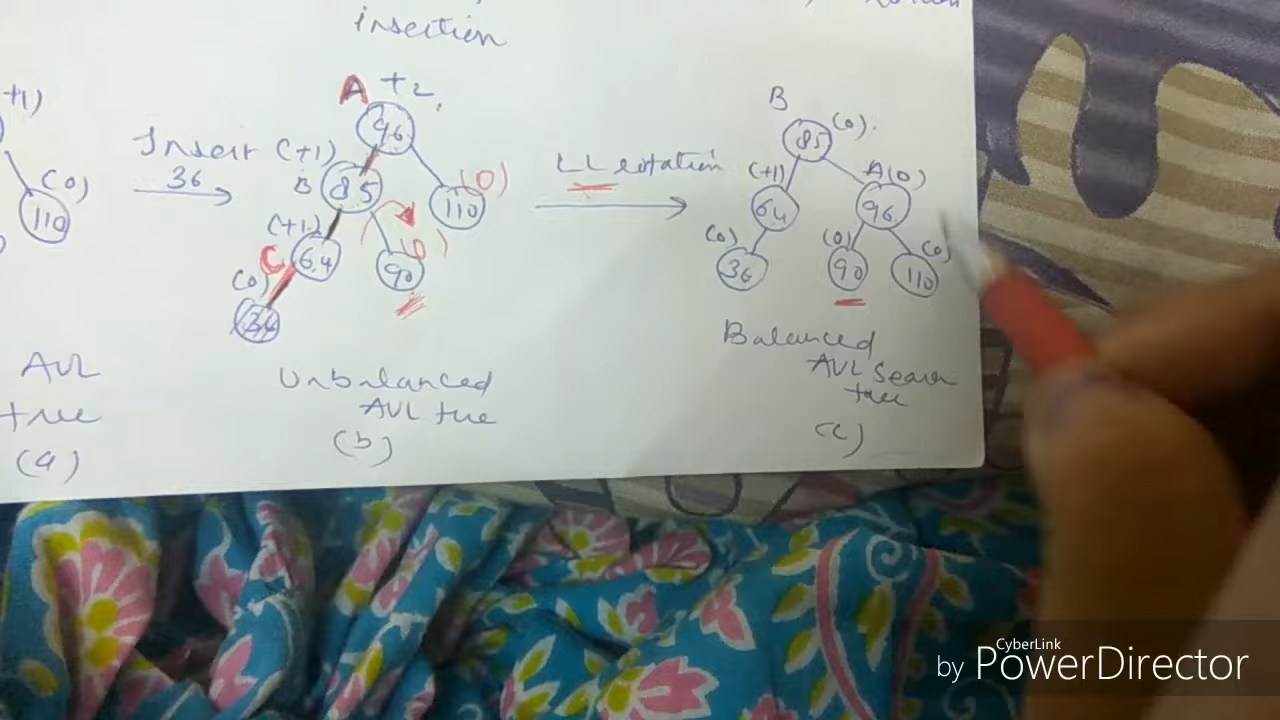 insection
+1)
(0)
110
Insert
36
A +2,
96
(+1)
B
85
110
(0)
(+1)
C
64
90
(0)
(0)
LL rotation
B
85
(0).
(+1)
64
A(0)
96
(0)
36
(0)
90
(0)
110
AVL
tree
(a)
Unbalanced
AVL tree
(b)
Balanced
AVL Search
tree
(c)
CyberLink
by PowerDirector